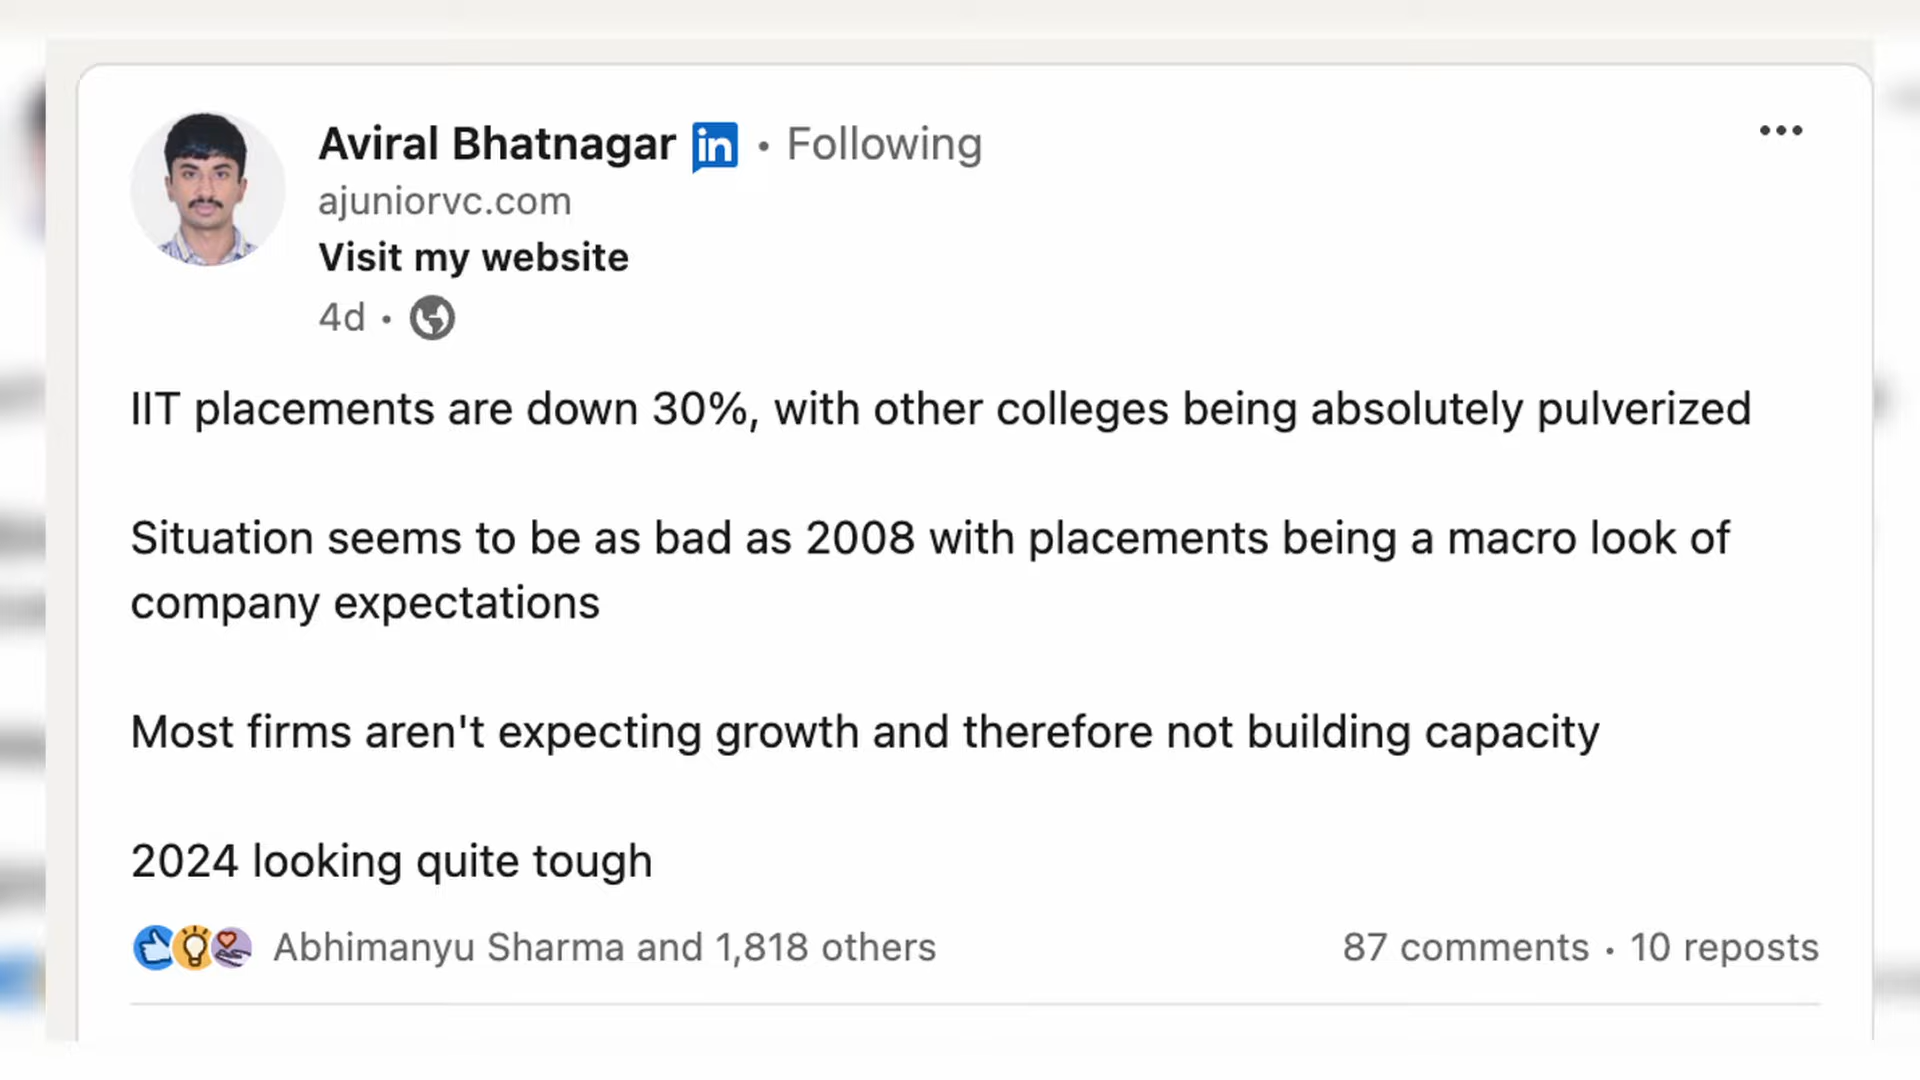 Aviral Bhatnagar in • Following
ajuniorvc.com
Visit my website
4d •
IIT placements are down 30%, with other colleges being absolutely pulverized
Situation seems to be as bad as 2008 with placements being a macro look of
company expectations
Most firms aren't expecting growth and therefore not building capacity
2024 looking quite tough
Abhimanyu Sharma and 1,818 others
87 comments • 10 reposts